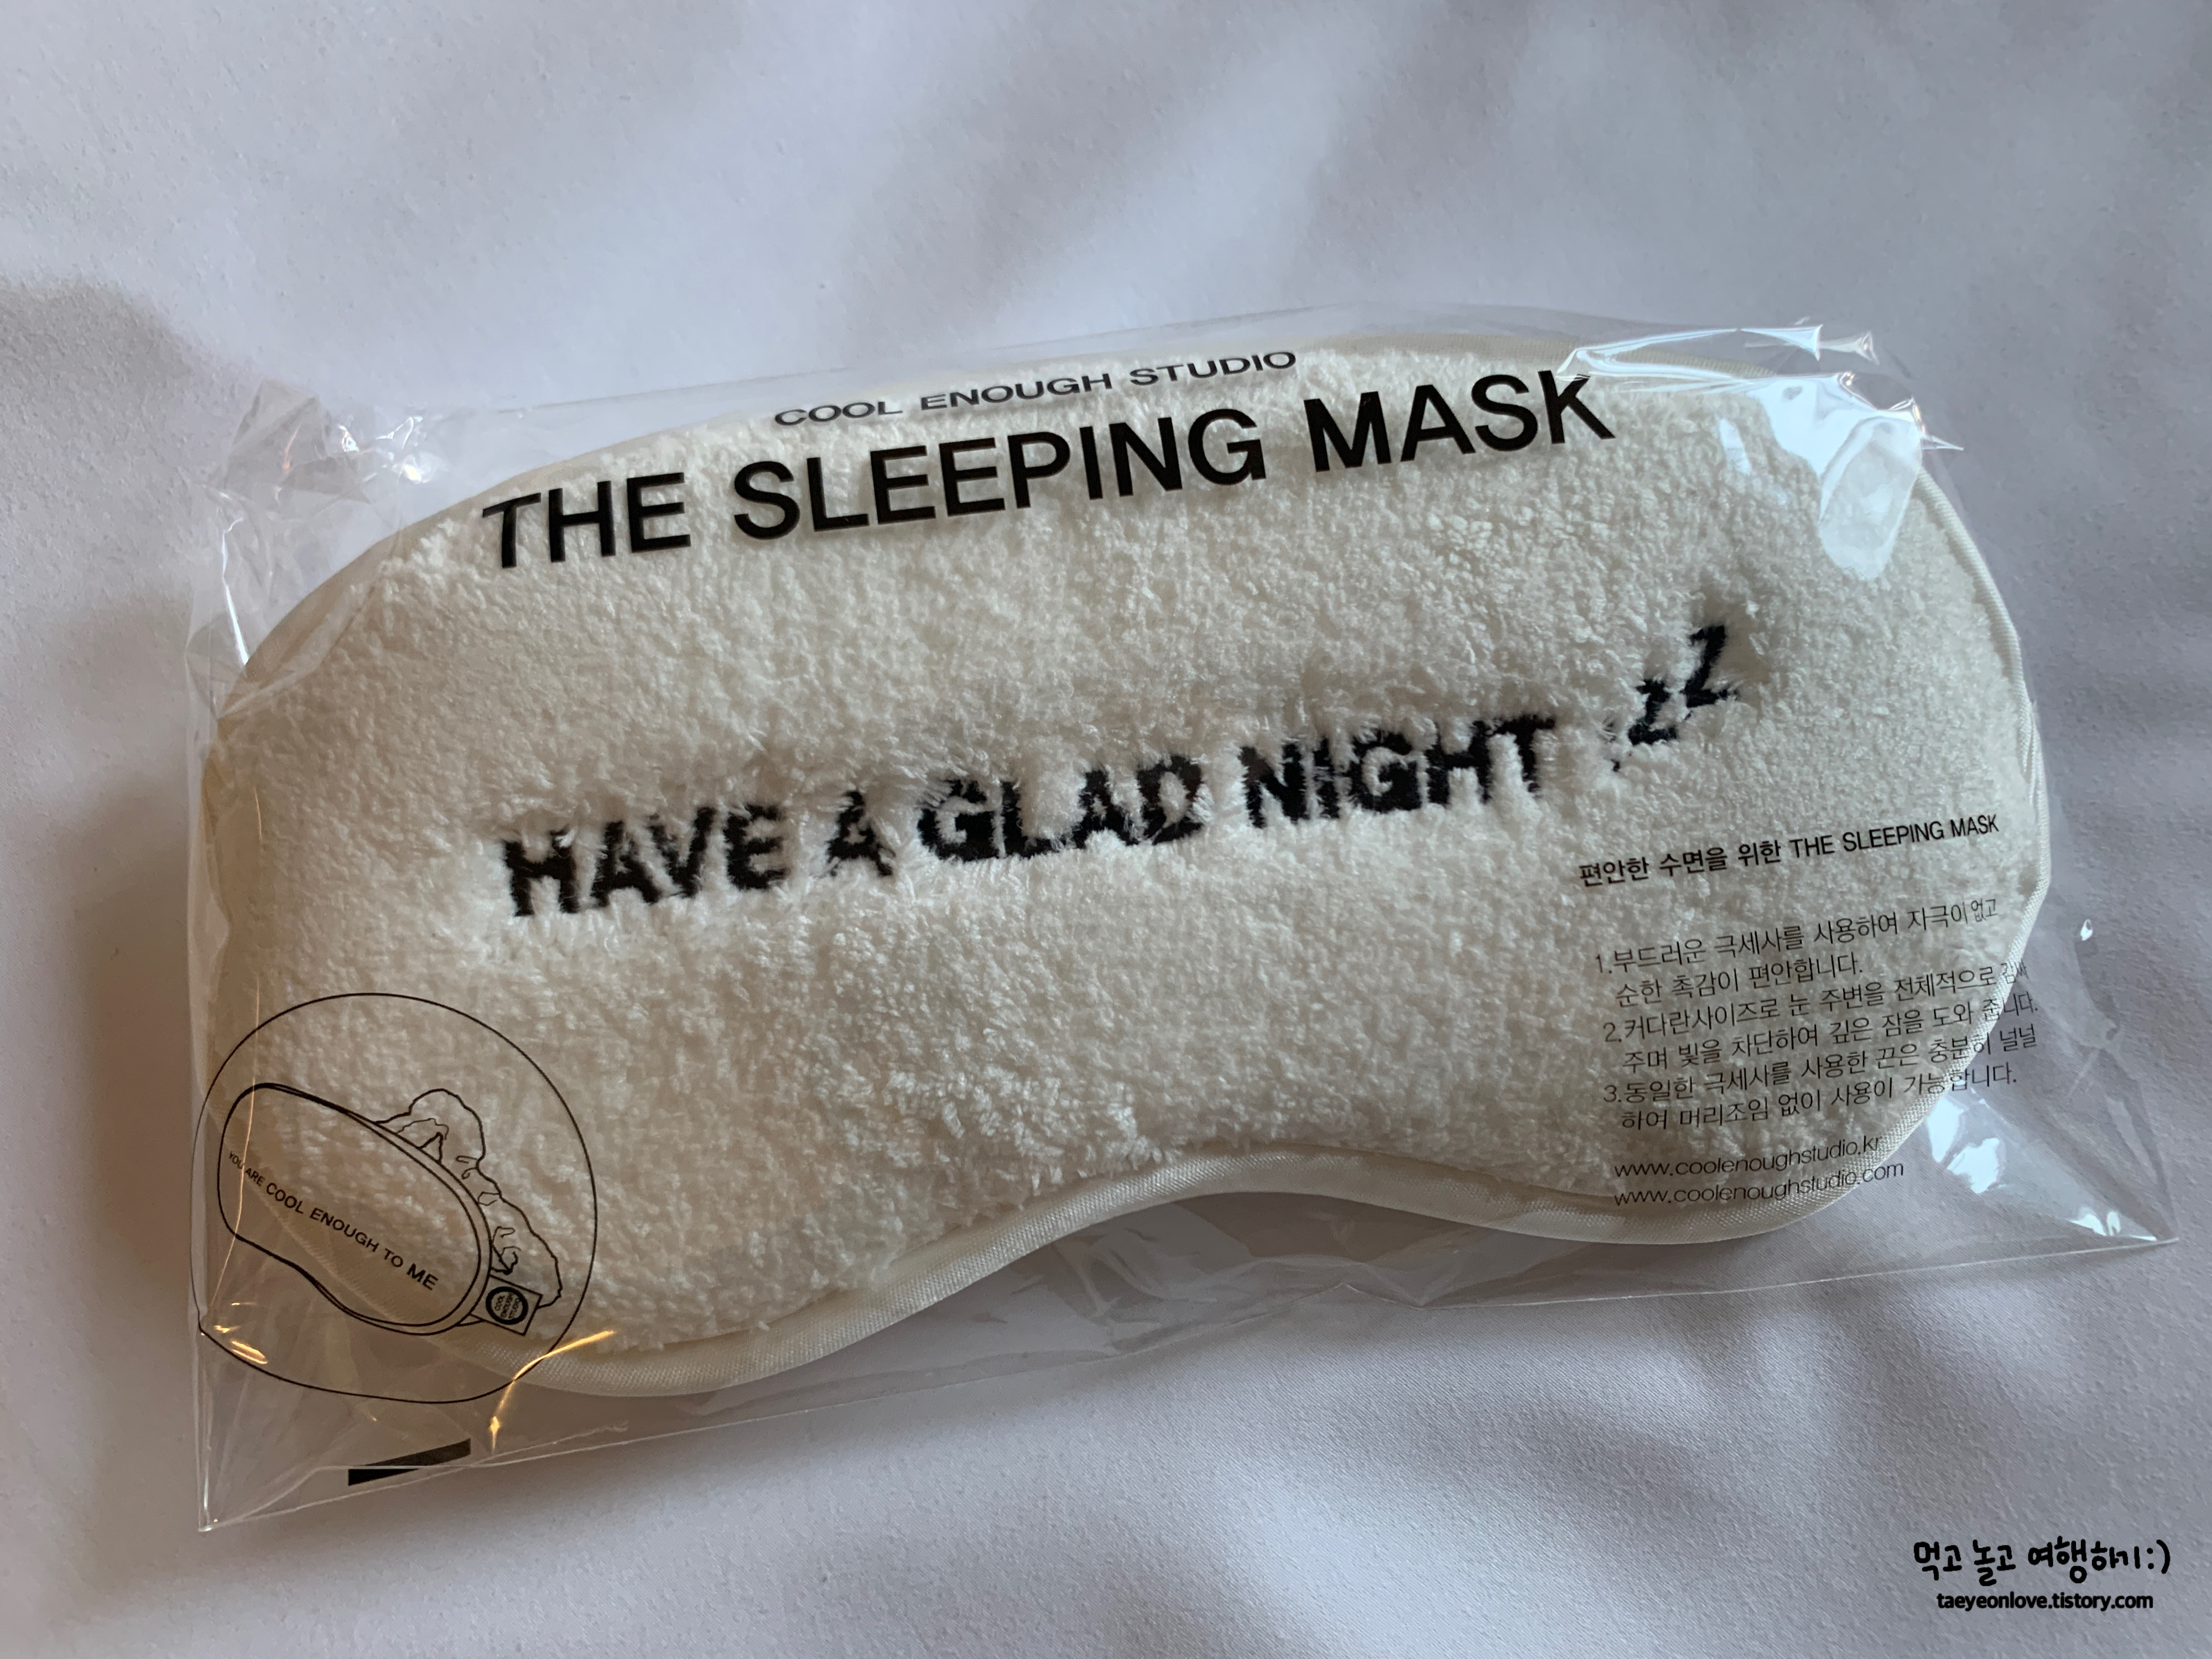 COOL ENOUGH STUDIO
THE SLEEPING MASK
HAVE A GLAD NIGHT zZ
편안한 수면을 위한 THE SLEEPING MASK
1.부드러운 극세사를 사용하여 자극이없고
순한 촉감이 편안합니다.
2.커다란사이즈로 눈 주변을 전체적으로 감싸
주며 빛을 차단하여 깊은 잠을 도와 줍니다.
3.동일한 극세사를 사용한 끈은 충분히 널널
하여 머리조임 없이 사용이 가능합니다.
www.coolenoughstudio.kr
www.coolenoughstudio.com
YOU ARE COOL ENOUGH TO ME
COOL
ENOUGH
STUDIO
먹고 놀고 여행하기:)
taeyeonlove.tistory.com